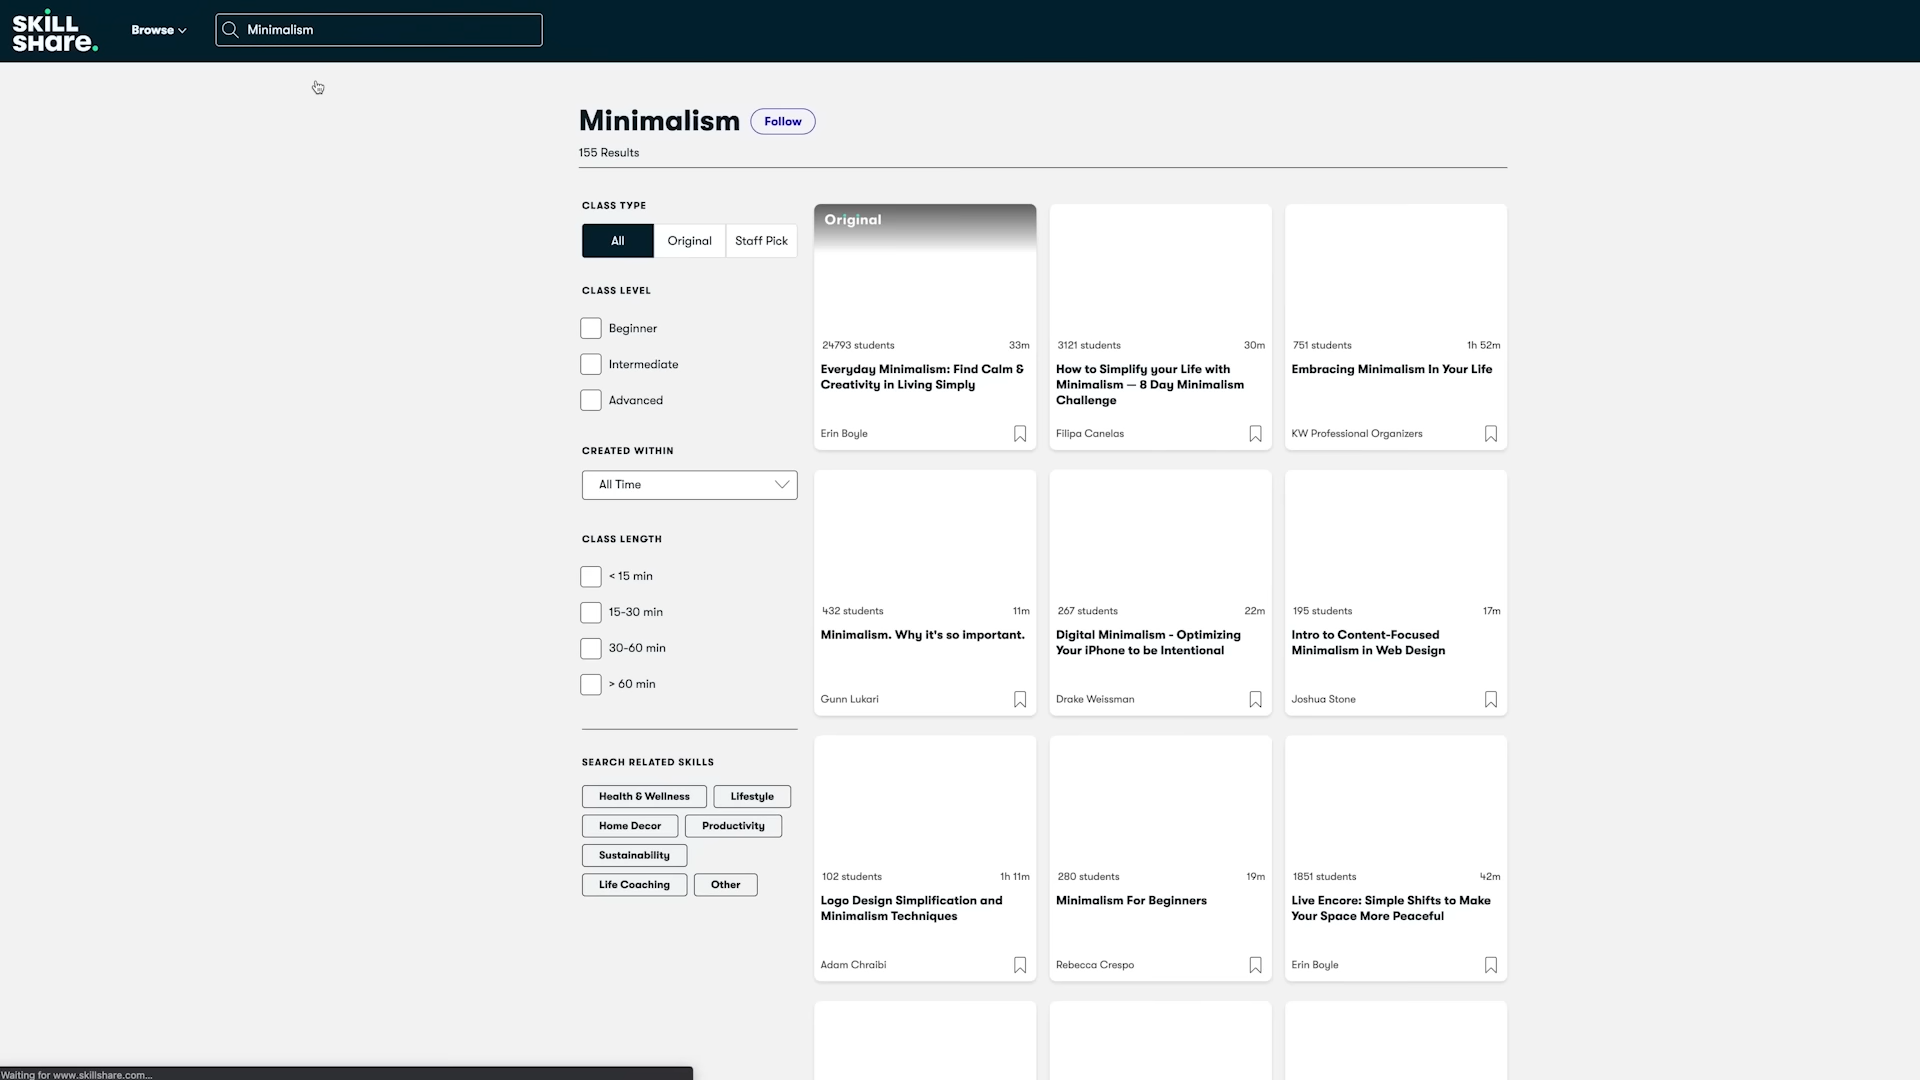 SKILL
SHARE.
Browse
Minimalism
Minimalism
Follow
155 Results
CLASS TYPE
All
Original
Staff Pick
CLASS LEVEL
Beginner
Intermediate
Advanced
CREATED WITHIN
All Time
CLASS LENGTH
< 15 min
15-30 min
30-60 min
> 60 min
SEARCH RELATED SKILLS
Health & Wellness
Lifestyle
Home Decor
Productivity
Sustainability
Life Coaching
Other
Original
24793 students
33m
Everyday Minimalism: Find Calm &
Creativity in Living Simply
Erin Boyle
3121 students
30m
How to Simplify your Life with
Minimalism — 8 Day Minimalism
Challenge
Filipa Canelas
751 students
1h 52m
Embracing Minimalism In Your Life
KW Professional Organizers
432 students
11m
Minimalism. Why it's so important.
Gunn Lukari
267 students
22m
Digital Minimalism - Optimizing
Your iPhone to be Intentional
Drake Weissman
195 students
17m
Intro to Content-Focused
Minimalism in Web Design
Joshua Stone
102 students
1h 11m
Logo Design Simplification and
Minimalism Techniques
Adam Chraibi
280 students
19m
Minimalism For Beginners
Rebecca Crespo
1851 students
42m
Live Encore: Simple Shifts to Make
Your Space More Peaceful
Erin Boyle
Waiting for www.skillshare.com...